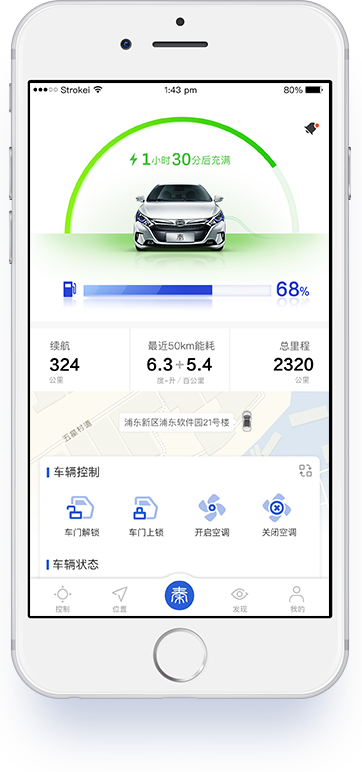 Strokei 1:43 pm 80%
1小时30分后充满
秦
68%
续航 最近50km能耗 总里程
324 6.3+5.4 2320
公里 度+升 / 百公里 公里
五星村道
浦东新区浦东软件园21号楼
车辆控制
车门解锁 车门上锁 开启空调 关闭空调
车辆状态
控制 位置 秦 发现 我的